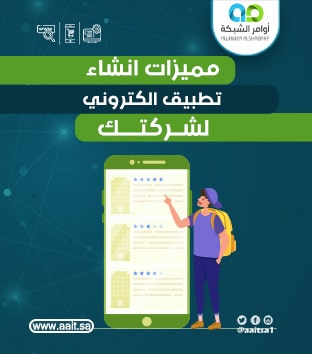 أوامر الشبكة
AWAMER ALSHABAKA
مميزات انشاء
تطبيق الكتروني
لشركتك
www.aait.sa
@aaitsa1